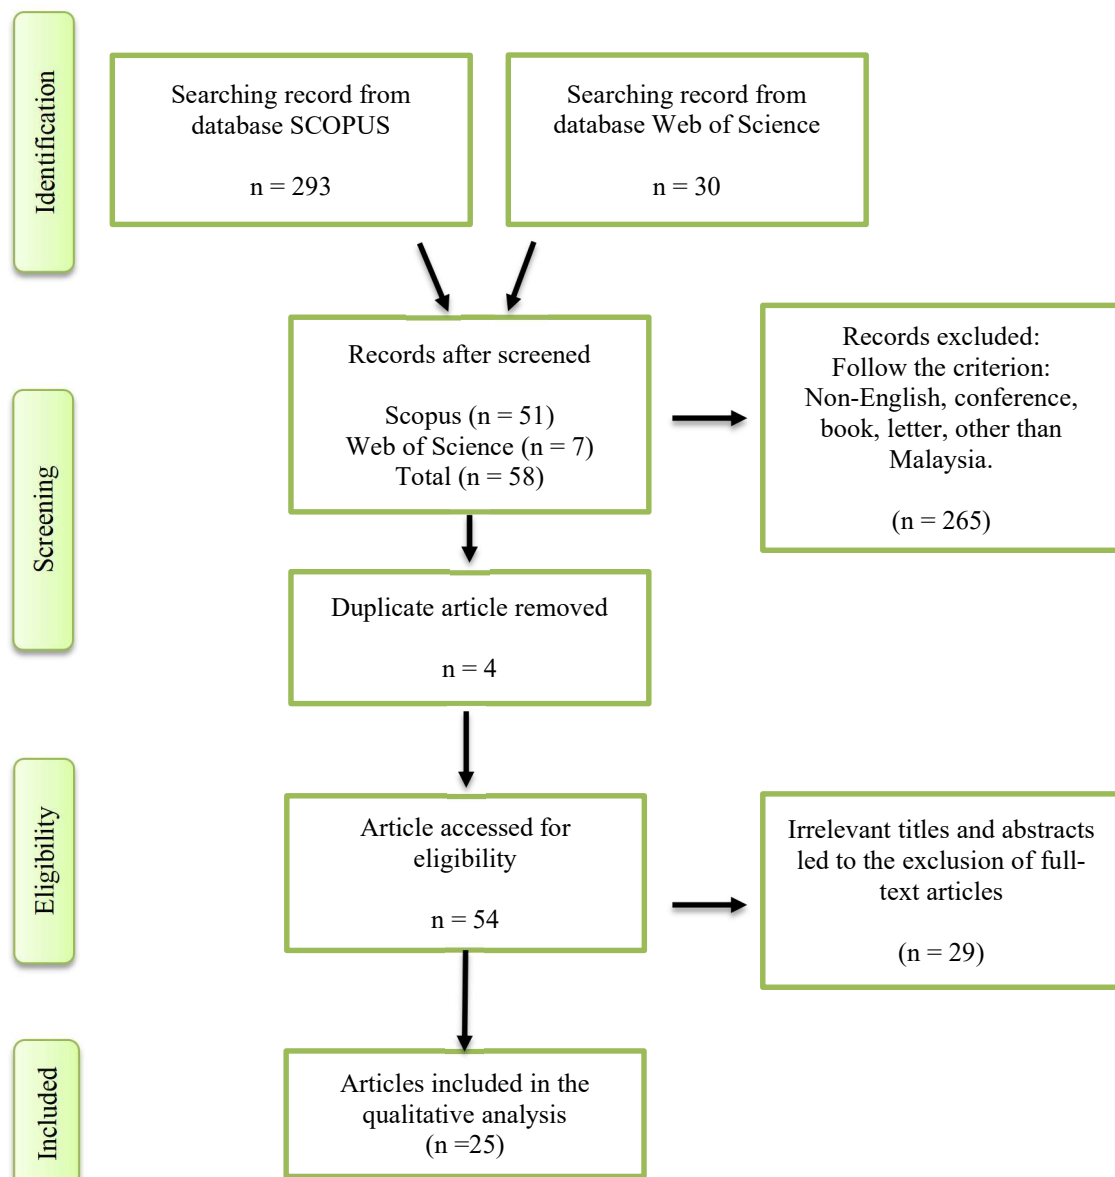 Identification
Searching record from
database SCOPUS
n = 293
Searching record from
database Web of Science
n = 30
Screening
Records after screened
Scopus (n = 51)
Web of Science (n = 7)
Total (n = 58)
Records excluded:
Follow the criterion:
Non-English, conference,
book, letter, other than
Malaysia.
(n = 265)
Duplicate article removed
n = 4
Eligibility
Article accessed for
eligibility
n = 54
Irrelevant titles and abstracts
led to the exclusion of full-
text articles
(n = 29)
Included
Articles included in the
qualitative analysis
(n =25)